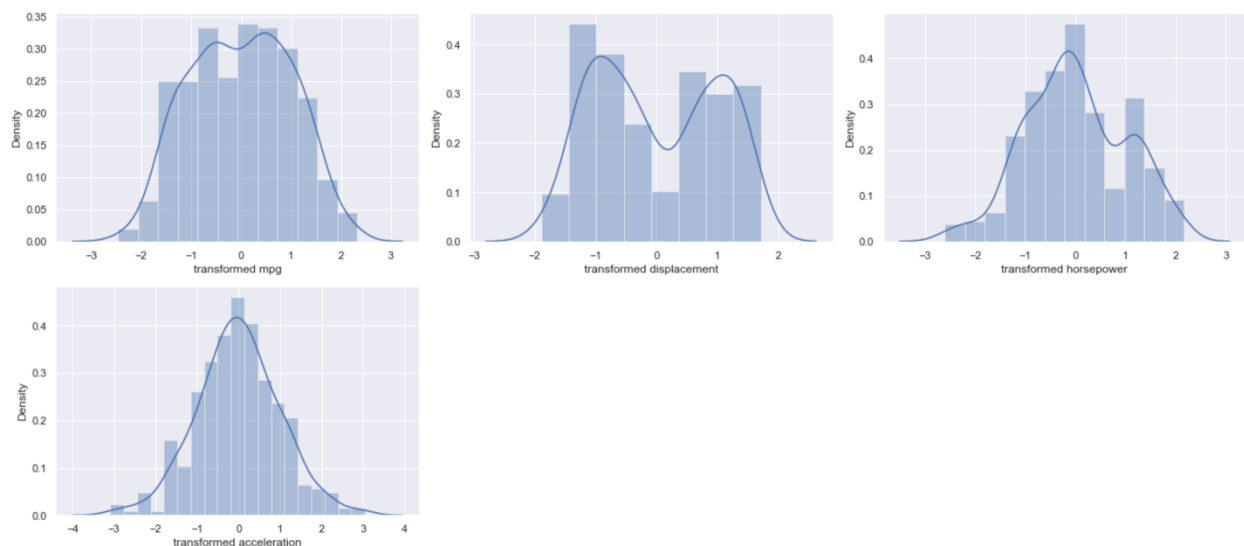 0.35
0.30
0.25
0.20
0.15
0.10
0.05
0.00
Density
−3 −2 −1 0 1 2 3
transformed mpg
0.4
0.3
0.2
0.1
0.0
Density
−3 −2 −1 0 1 2
transformed displacement
0.4
0.3
0.2
0.1
0.0
Density
−3 −2 −1 0 1 2 3
transformed horsepower
0.4
0.3
0.2
0.1
0.0
Density
−4 −3 −2 −1 0 1 2 3 4
transformed acceleration